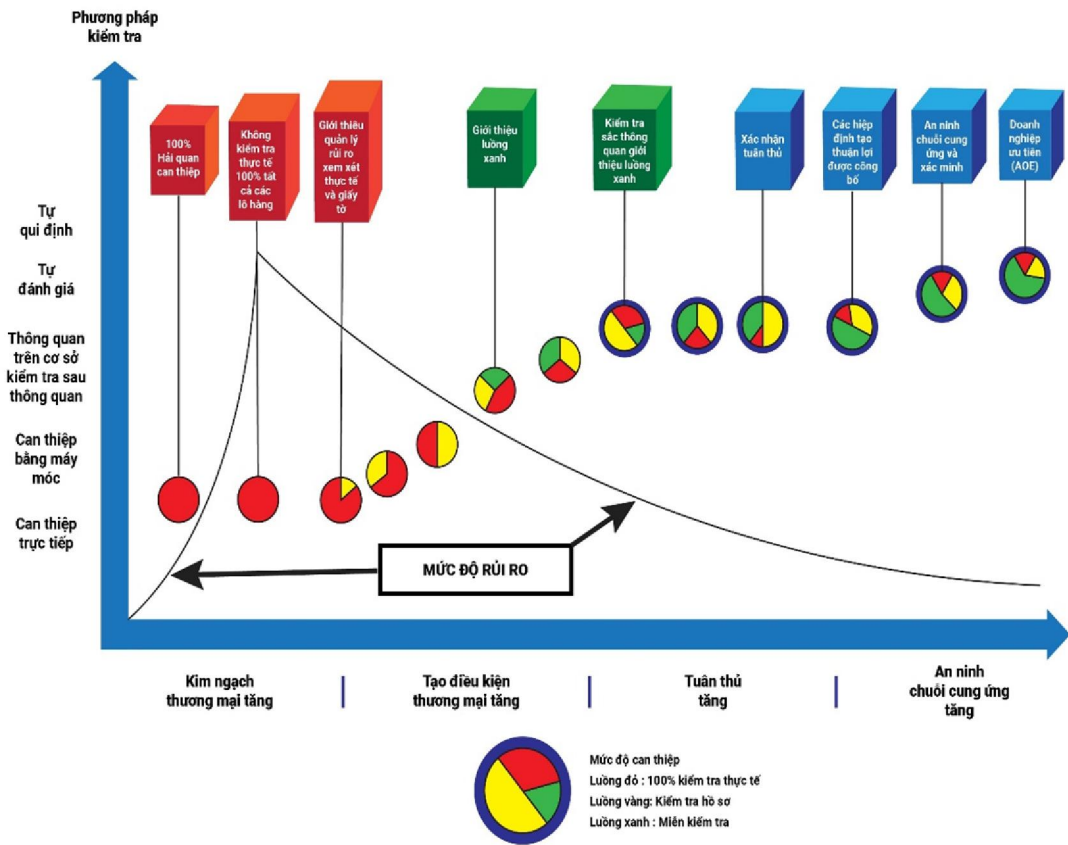 Phương pháp
kiểm tra
100%
Hải quan
can thiệp
Không
kiểm tra
thực tế
100% tất
cả các
lô hàng
Giới thiêu
quản lý
rủi ro
xem xét
thực tế
và giấy
tờ
Giới thiệu
luồng
xanh
Kiểm tra
sác thông
quan giới
thiệu luồng
xanh
Xác nhận
tuân thủ
Các hiệp
định tạo
thuận lợi
được công
bố
An ninh
chuỗi cung
ứng và
xác minh
Doanh
nghiệp
ưu tiên
(AOE)
Tự
qui định
Tự
đánh giá
Thông quan
trên cơ sở
kiểm tra sau
thông quan
Can thiệp
bằng máy
móc
Can thiệp
trực tiếp
MỨC ĐỘ RỦI RO
Kim ngạch
thương mại tăng
Tạo điều kiện
thương mại tăng
Tuân thủ
tăng
An ninh
chuỗi cung ứng
tăng
Mức độ can thiệp
Luồng đỏ : 100% kiểm tra thực tế
Luồng vàng: Kiểm tra hồ sơ
Luồng xanh : Miên kiểm tra